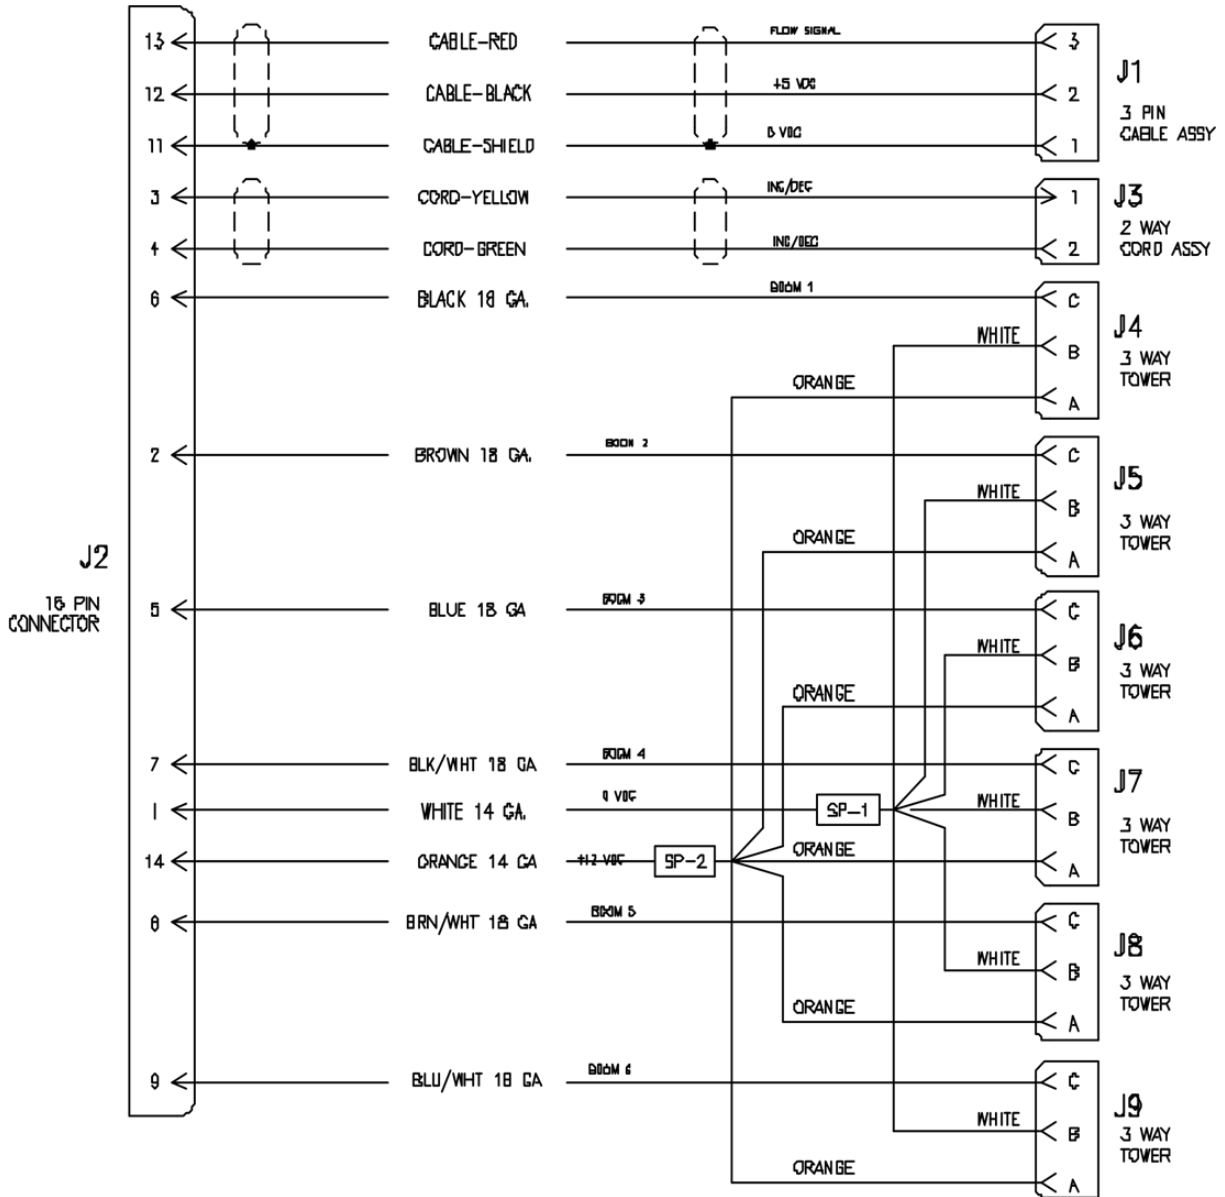 13 CABLE-RED FLOW SIGNAL 3
J1
12 CABLE-BLACK +5 VDC 2
3 PIN
CABLE ASSY
11 CABLE-SHIELD 0 VDC 1
3 CORD-YELLOW INC/DEC 1
J3
2 WAY
CORD ASSY
4 CORD-GREEN INC/DEC 2
6 BLACK 18 GA. BOOM 1 C
J4
WHITE B
3 WAY
TOWER
ORANGE A
2 BROWN 18 GA. BOOM 2 C
J5
WHITE B
3 WAY
TOWER
ORANGE A
J2
16 PIN
CONNECTOR
5 BLUE 18 GA BOOM 3 C
J6
WHITE B
3 WAY
TOWER
ORANGE A
7 BLK/WHT 18 GA BOOM 4 C
J7
1 WHITE 14 GA. 0 VDC SP-1 WHITE B
3 WAY
TOWER
14 ORANGE 14 GA +12 VDC SP-2 ORANGE A
8 BRN/WHT 18 GA BOOM 5 C
J8
WHITE B
3 WAY
TOWER
ORANGE A
9 BLU/WHT 18 GA BOOM 6 C
J9
WHITE B
3 WAY
TOWER
ORANGE A